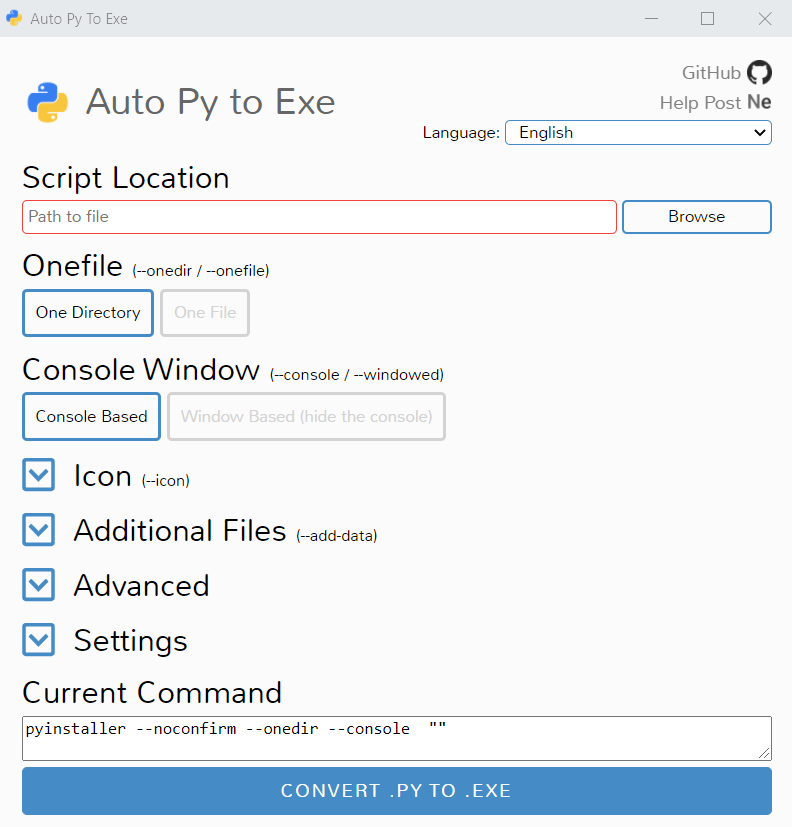 Auto Py To Exe
GitHub
Auto Py to Exe
Help Post Ne
Language: English
Script Location
Path to file Browse
Onefile (--onedir / --onefile)
One Directory One File
Console Window (--console / --windowed)
Console Based Window Based (hide the console)
Icon (--icon)
Additional Files (--add-data)
Advanced
Settings
Current Command
pyinstaller --noconfirm --onedir --console  ""
CONVERT .PY TO .EXE